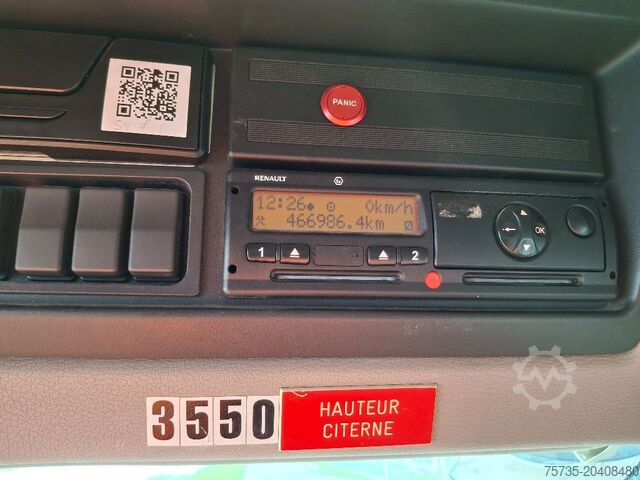 PANIC
RENAULT
12:26 0km/h
466986.4km
1 2
OK
3550
HAUTEUR
CITERNE
75735-20408480